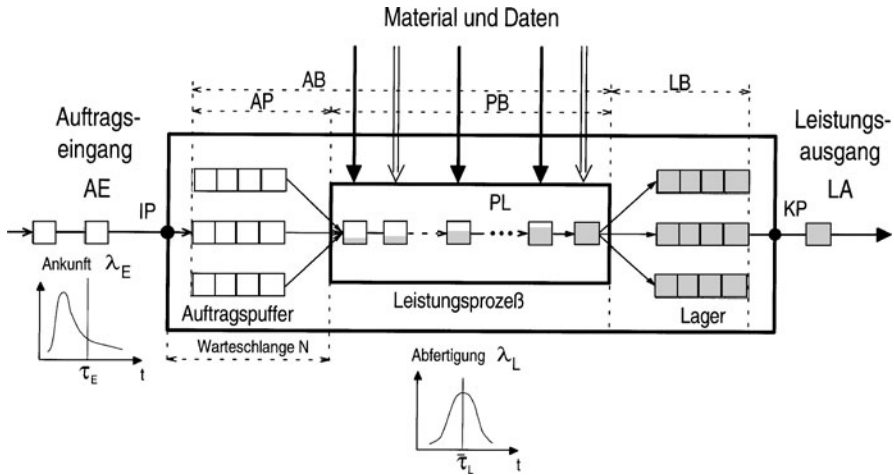 Material und Daten
AB
LB
AP
PB
Auftrags-
eingang
AE
Leistungs-
ausgang
LA
IP
PL
KP
Ankunft λE
Auftragspuffer
Leistungsprozeß
Lager
Warteschlange N
τE t
Abfertigung λL
τ̄L t